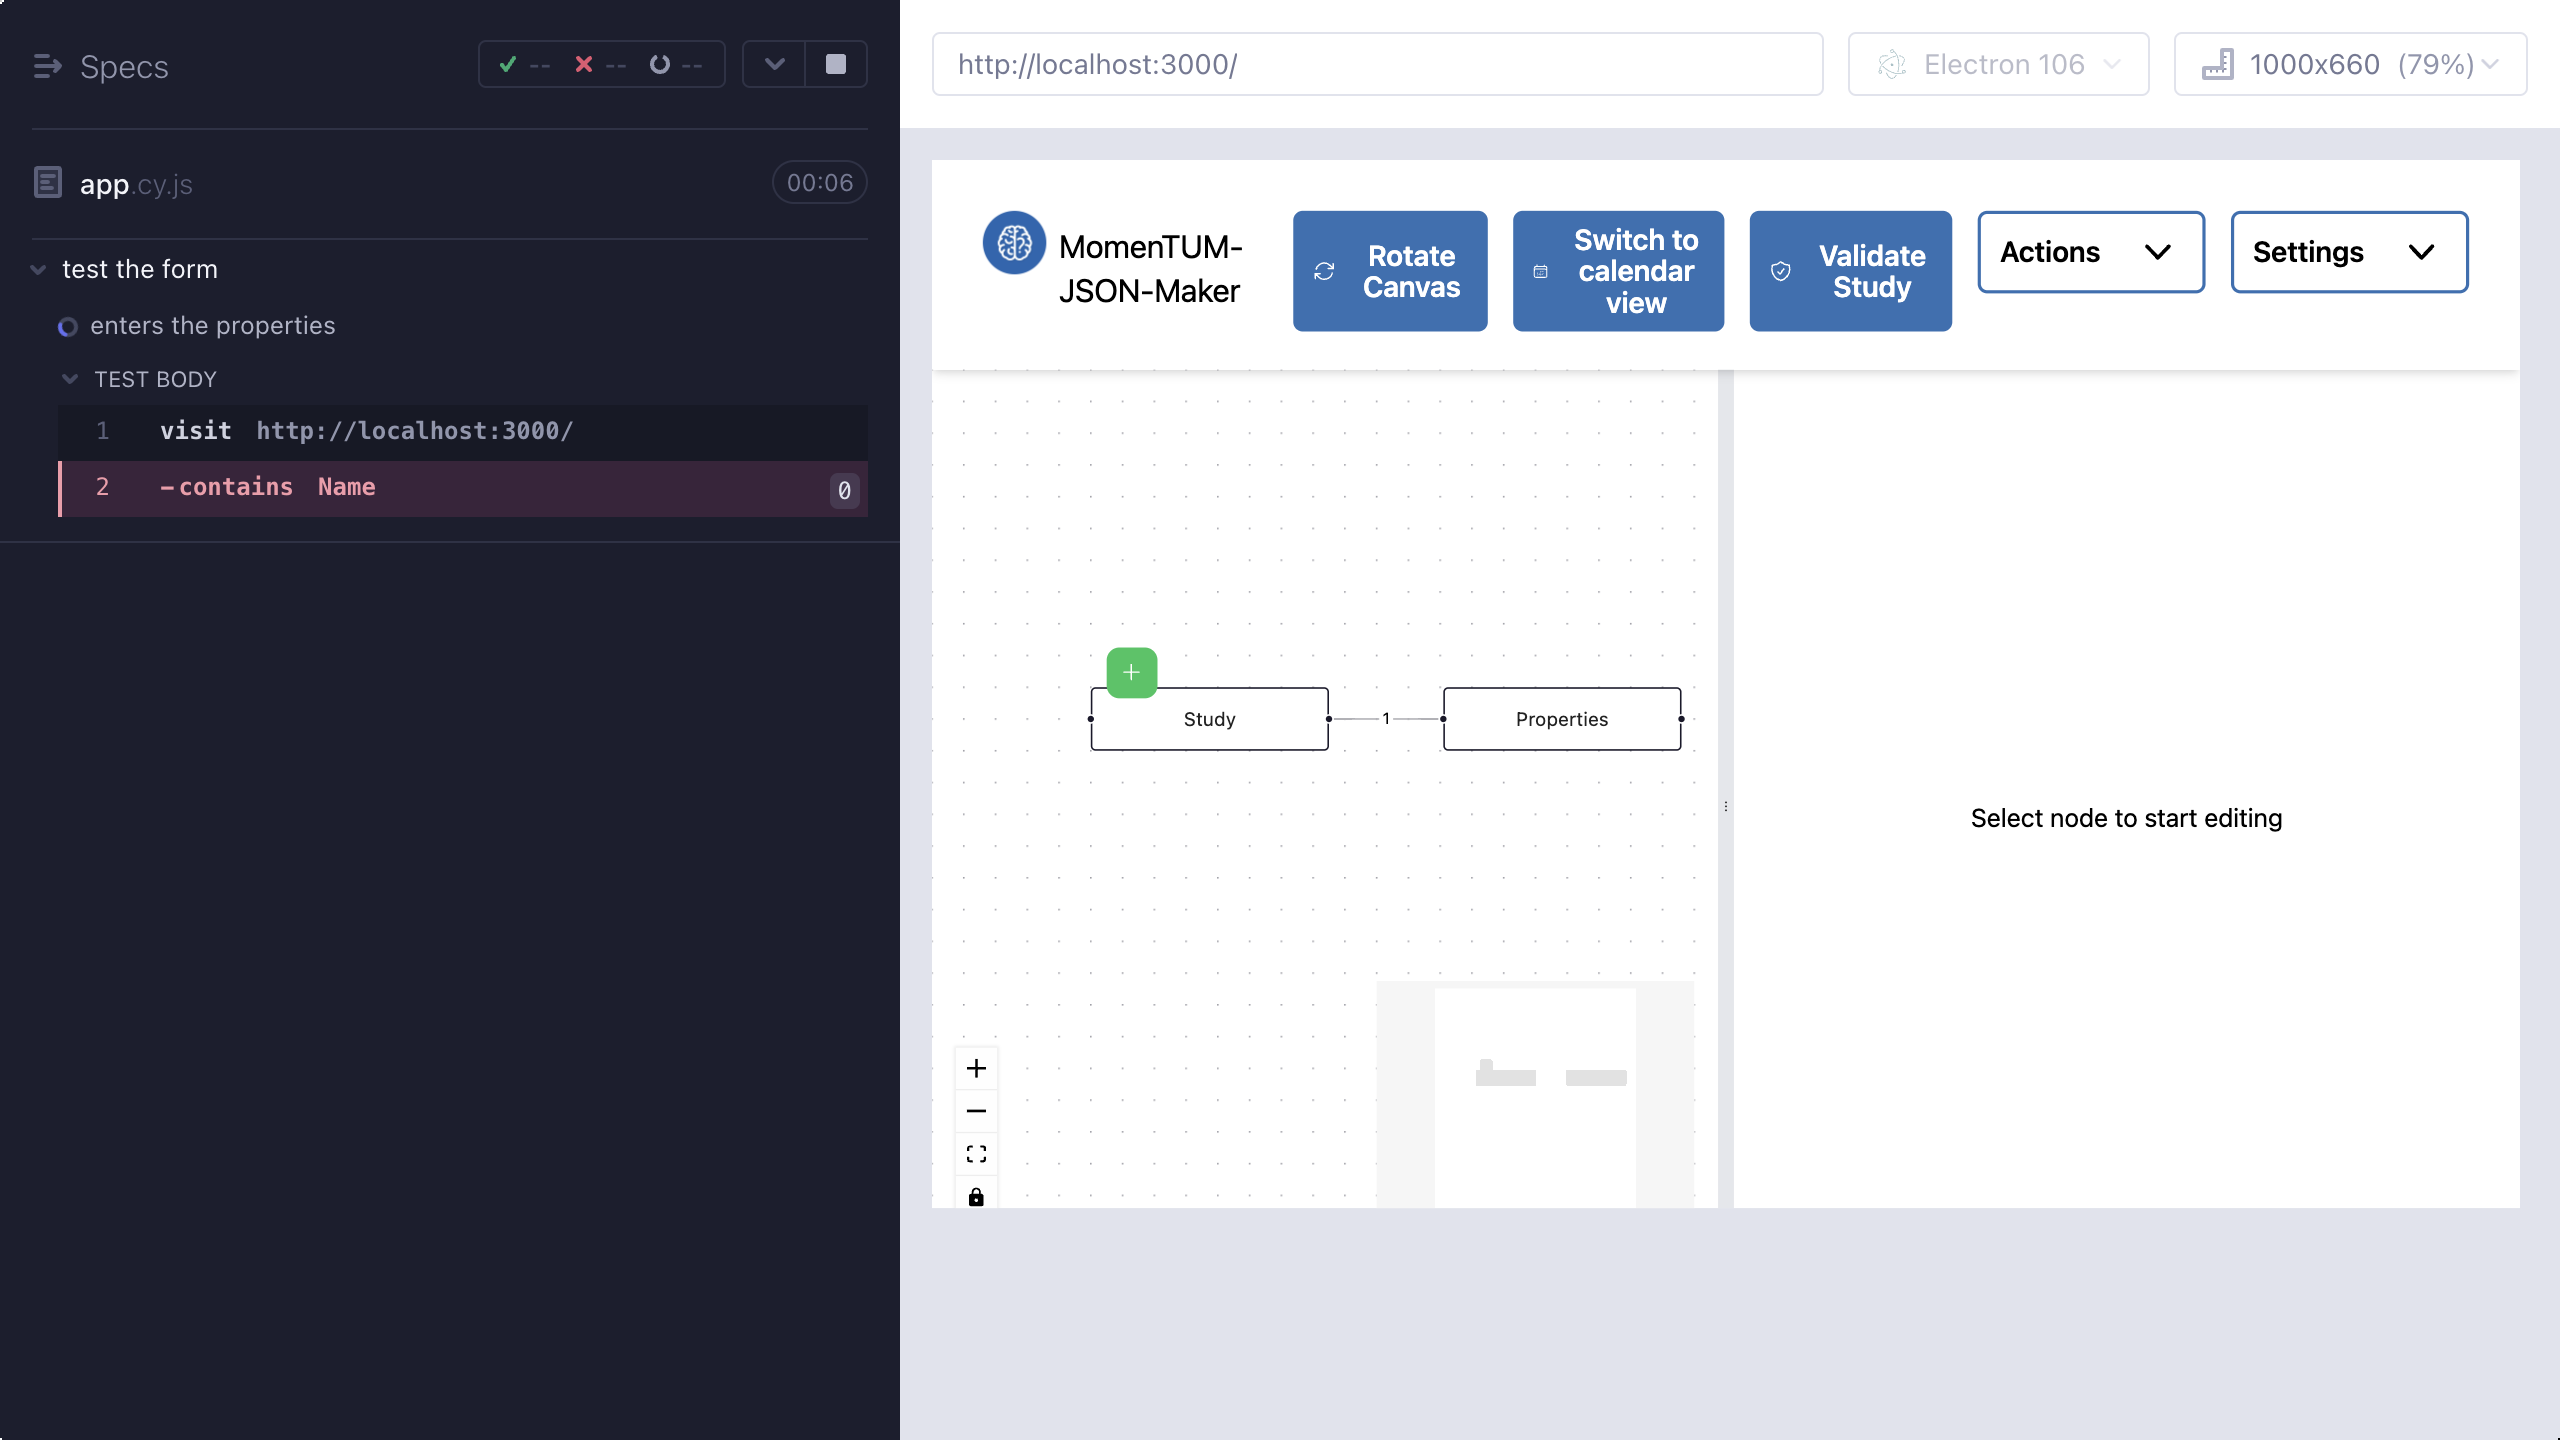 Specs
--
--
--
app.cy.js
00:06
test the form
enters the properties
TEST BODY
1 visit http://localhost:3000/
2 -contains Name 0
http://localhost:3000/
Electron 106
1000x660 (79%)
MomenTUM-
JSON-Maker
Rotate
Canvas
Switch to
calendar
view
Validate
Study
Actions
Settings
Study
1
Properties
Select node to start editing